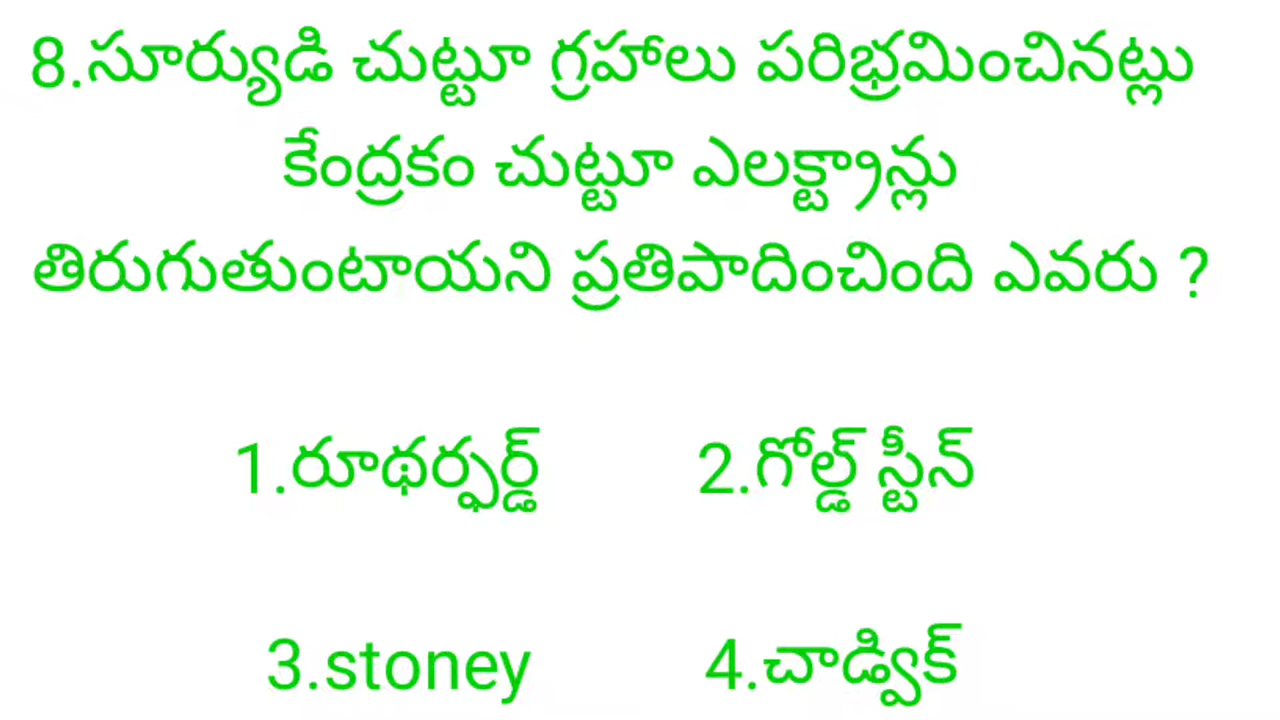 8.సూర్యుడి చుట్టూ గ్రహాలు పరిభ్రమించినట్లు
కేంద్రకం చుట్టూ ఎలక్ట్రాన్లు
తిరుగుతుంటాయని ప్రతిపాదించింది ఎవరు ?
1.రూథర్ఫర్డ్ 2.గోల్డ్ స్టీన్
3.stoney 4.చాడ్విక్